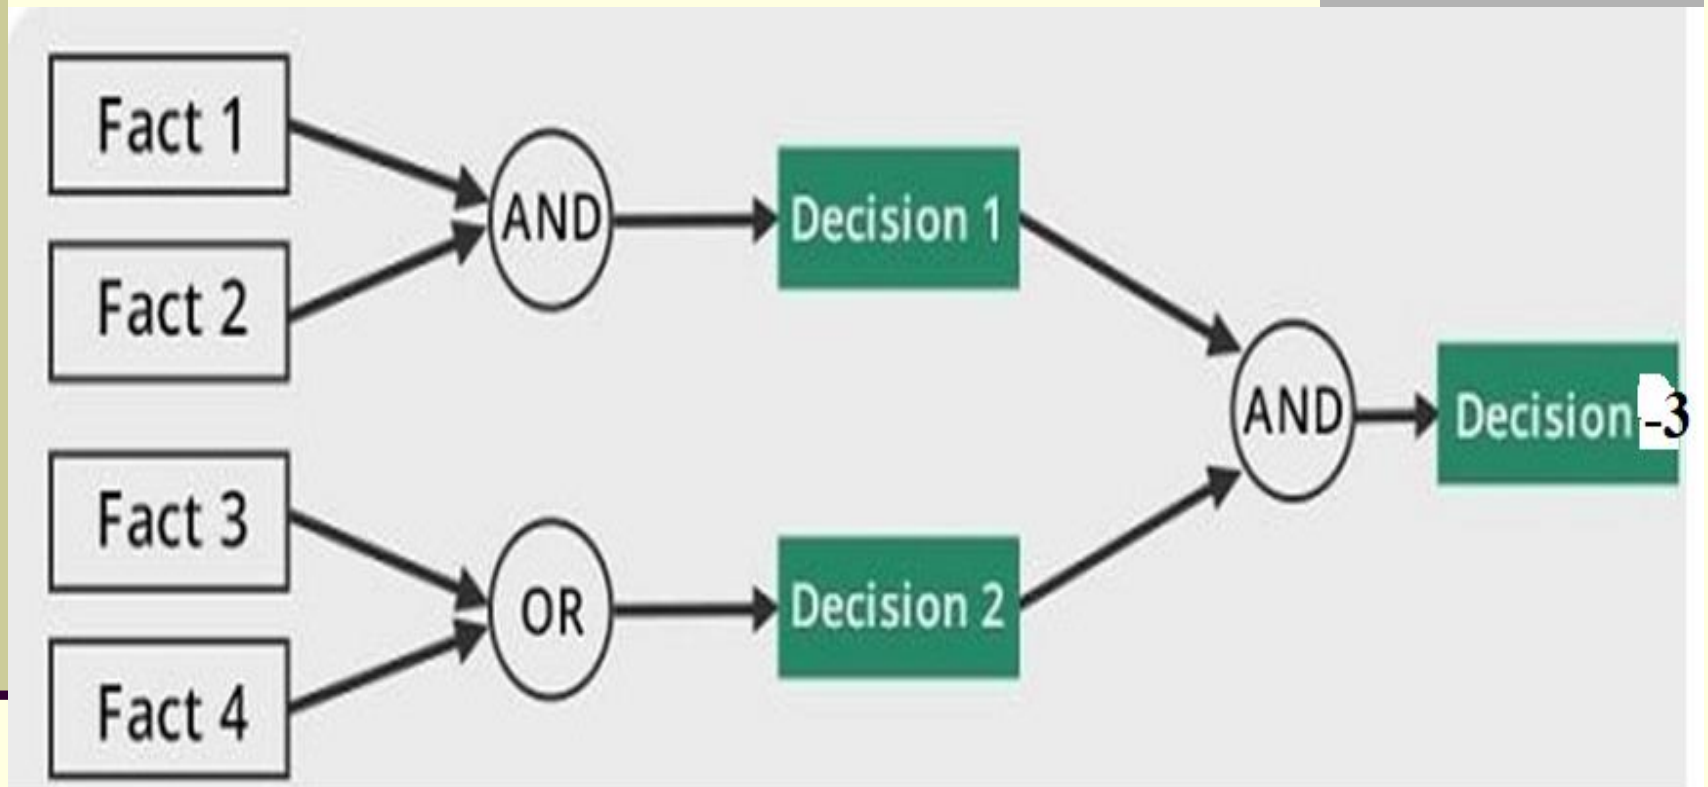 Fact 1
Fact 2
Fact 3
Fact 4
AND
OR
Decision 1
Decision 2
AND
Decision -3